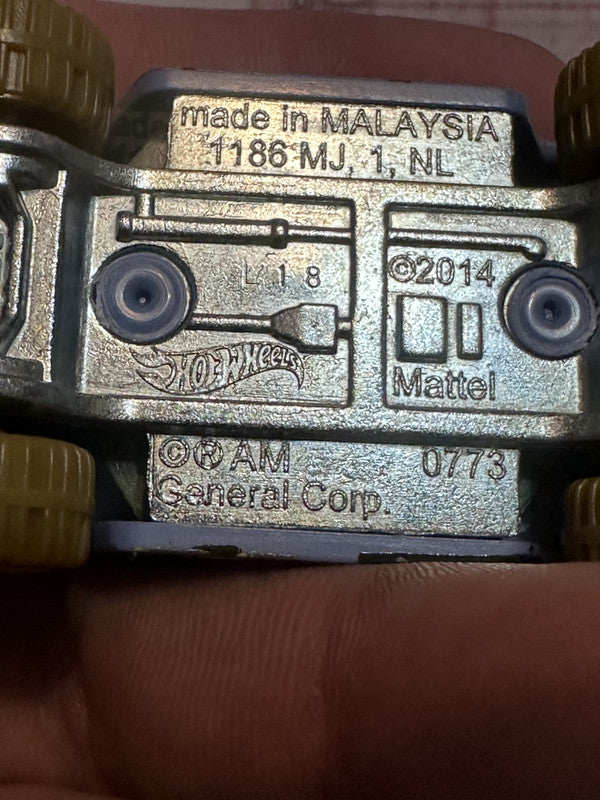 made in MALAYSIA
1186 MJ, 1, NL
L 1 8
©2014
HOT WHEELS
Mattel
©®AM
0773
General Corp.